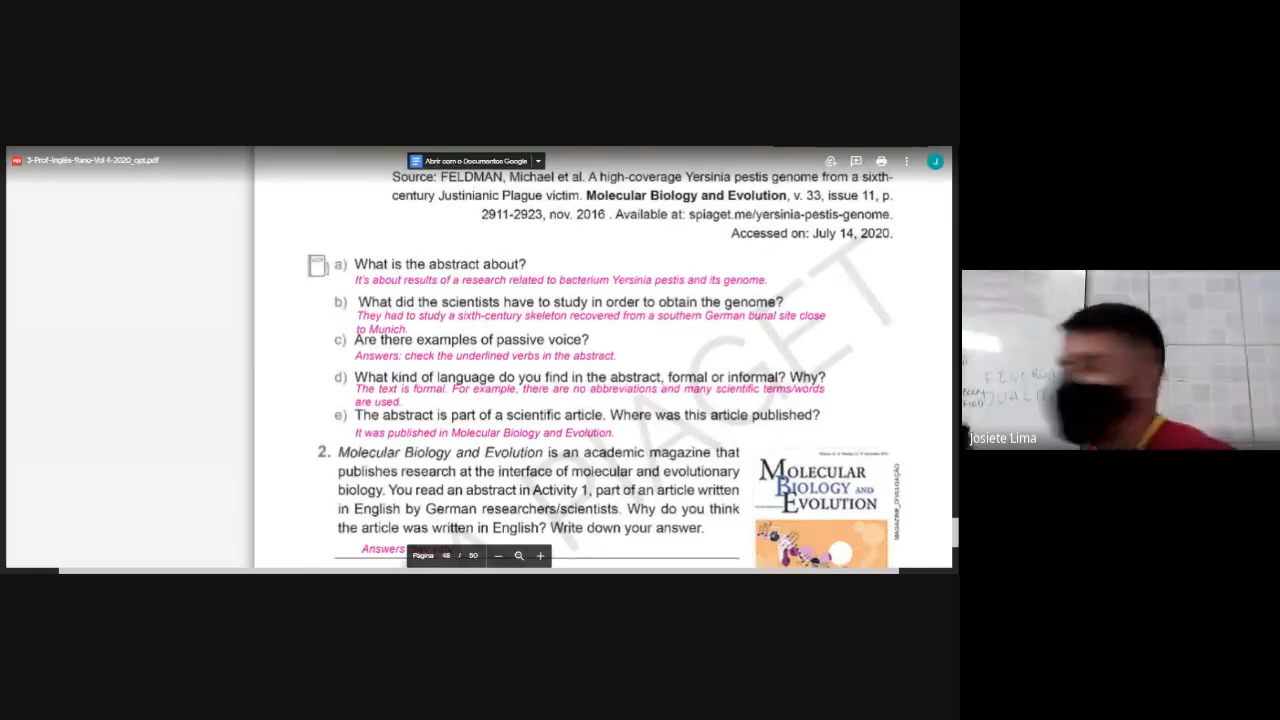 3-Prof-Inglês-9ano-Vol 4-2020_opt.pdf
Abrir com o Documentos Google
J
Source: FELDMAN, Michael et al. A high-coverage Yersinia pestis genome from a sixth-
century Justinianic Plague victim. Molecular Biology and Evolution, v. 33, issue 11, p.
2911-2923, nov. 2016 . Available at: spiaget.me/yersinia-pestis-genome.
Accessed on: July 14, 2020.
a) What is the abstract about?
It's about results of a research related to bacterium Yersinia pestis and its genome.
b) What did the scientists have to study in order to obtain the genome?
They had to study a sixth-century skeleton recovered from a southern German burial site close
to Munich.
c) Are there examples of passive voice?
Answers: check the underlined verbs in the abstract.
d) What kind of language do you find in the abstract, formal or informal? Why?
The text is formal. For example, there are no abbreviations and many scientific terms/words
are used.
e) The abstract is part of a scientific article. Where was this article published?
It was published in Molecular Biology and Evolution.
2. Molecular Biology and Evolution is an academic magazine that
publishes research at the interface of molecular and evolutionary
biology. You read an abstract in Activity 1, part of an article written
in English by German researchers/scientists. Why do you think
the article was written in English? Write down your answer.
Answers
MOLECULAR
BIOLOGY AND
EVOLUTION
MAGAZINE_DIVULGAÇÃO
PIAGET
Página 48 / 50
Josiete Lima